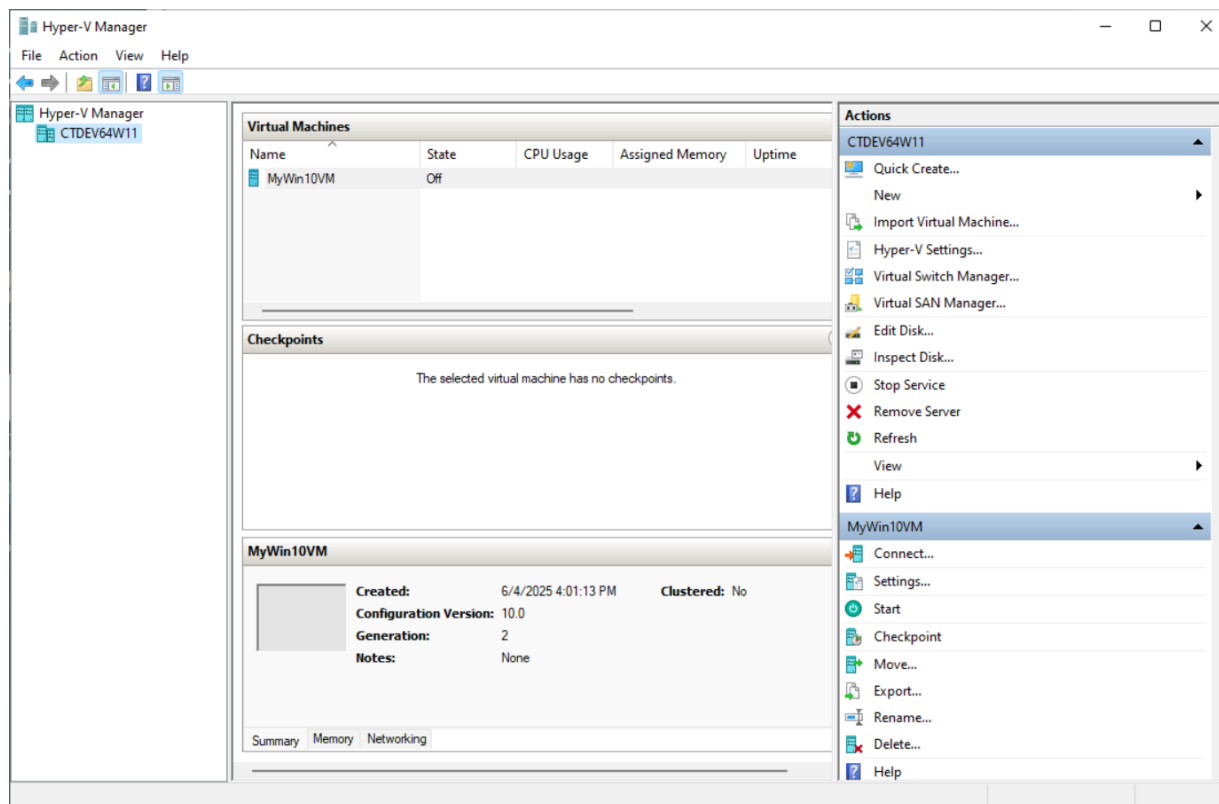 Hyper-V Manager
File Action View Help
Hyper-V Manager
CTDEV64W11
Virtual Machines
Name State CPU Usage Assigned Memory Uptime
MyWin10VM Off
Checkpoints
The selected virtual machine has no checkpoints.
MyWin10VM
Created: 6/4/2025 4:01:13 PM Clustered: No
Configuration Version: 10.0
Generation: 2
Notes: None
Summary Memory Networking
Actions
CTDEV64W11
Quick Create...
New
Import Virtual Machine...
Hyper-V Settings...
Virtual Switch Manager...
Virtual SAN Manager...
Edit Disk...
Inspect Disk...
Stop Service
Remove Server
Refresh
View
Help
MyWin10VM
Connect...
Settings...
Start
Checkpoint
Move...
Export...
Rename...
Delete...
Help